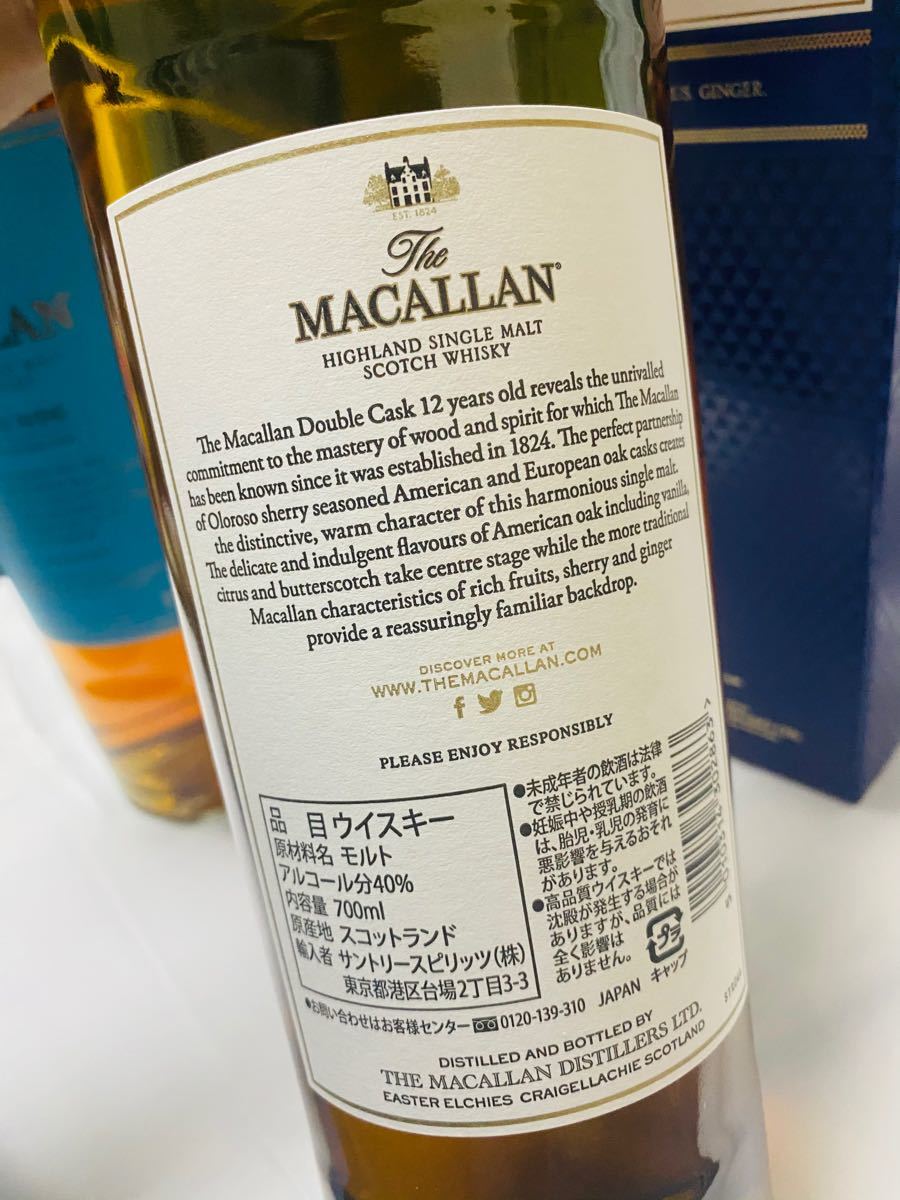 EST. 1824
The
MACALLAN®
HIGHLAND SINGLE MALT
SCOTCH WHISKY
The Macallan Double Cask 12 years old reveals the unrivalled
commitment to the mastery of wood and spirit for which The Macallan
has been known since it was established in 1824. The perfect partnership
of Oloroso sherry seasoned American and European oak casks creates
the distinctive, warm character of this harmonious single malt.
The delicate and indulgent flavours of American oak including vanilla,
citrus and butterscotch take centre stage while the more traditional
Macallan characteristics of rich fruits, sherry and ginger
provide a reassuringly familiar backdrop.
DISCOVER MORE AT
WWW.THEMACALLAN.COM
PLEASE ENJOY RESPONSIBLY
品目 ウイスキー
原材料名 モルト
アルコール分40%
内容量 700ml
原産地 スコットランド
輸入者 サントリースピリッツ(株)
東京都港区台場2丁目3-3
●未成年者の飲酒は法律
で禁じられています。
●妊娠中や授乳期の飲酒
は、胎児・乳児の発育に
悪影響を与えるおそれ
があります。
●高品質ウイスキーでは
沈殿が発生する場合が
ありますが、品質には
全く影響は
ありません。
プラ
キャップ
●お問い合わせはお客様センター 0120-139-310 JAPAN
DISTILLED AND BOTTLED BY
THE MACALLAN DISTILLERS LTD.
EASTER ELCHIES CRAIGELLACHIE SCOTLAND
GINGER.
LAN